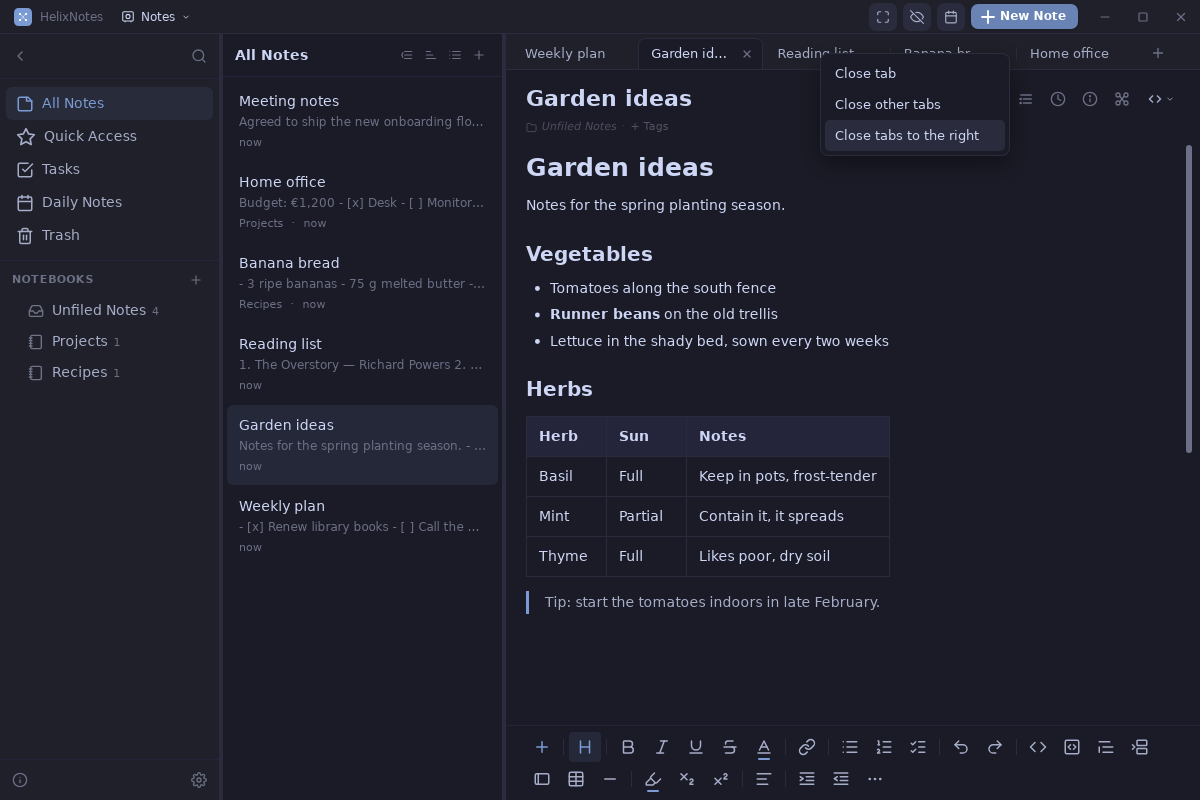 HelixNotes
Notes
New Note
All Notes
Quick Access
Tasks
Daily Notes
Trash
NOTEBOOKS
Unfiled Notes 4
Projects 1
Recipes 1
All Notes
Meeting notes
Agreed to ship the new onboarding flo...
now
Home office
Budget: €1,200 - [x] Desk - [ ] Monitor...
Projects · now
Banana bread
- 3 ripe bananas - 75 g melted butter -...
Recipes · now
Reading list
1. The Overstory — Richard Powers 2. ...
now
Garden ideas
Notes for the spring planting season. - ...
now
Weekly plan
- [x] Renew library books - [ ] Call the ...
now
Weekly plan
Garden id...
Reading list
Banana br...
Home office
Close tab
Close other tabs
Close tabs to the right
Garden ideas
Unfiled Notes · + Tags
Garden ideas
Notes for the spring planting season.
Vegetables
• Tomatoes along the south fence
• Runner beans on the old trellis
• Lettuce in the shady bed, sown every two weeks
Herbs
Herb Sun Notes
Basil Full Keep in pots, frost-tender
Mint Partial Contain it, it spreads
Thyme Full Likes poor, dry soil
Tip: start the tomatoes indoors in late February.